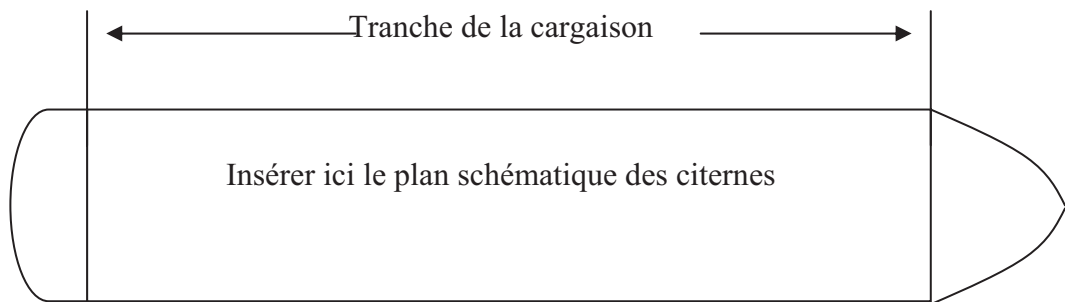 Tranche de la cargaison
Insérer ici le plan schématique des citernes